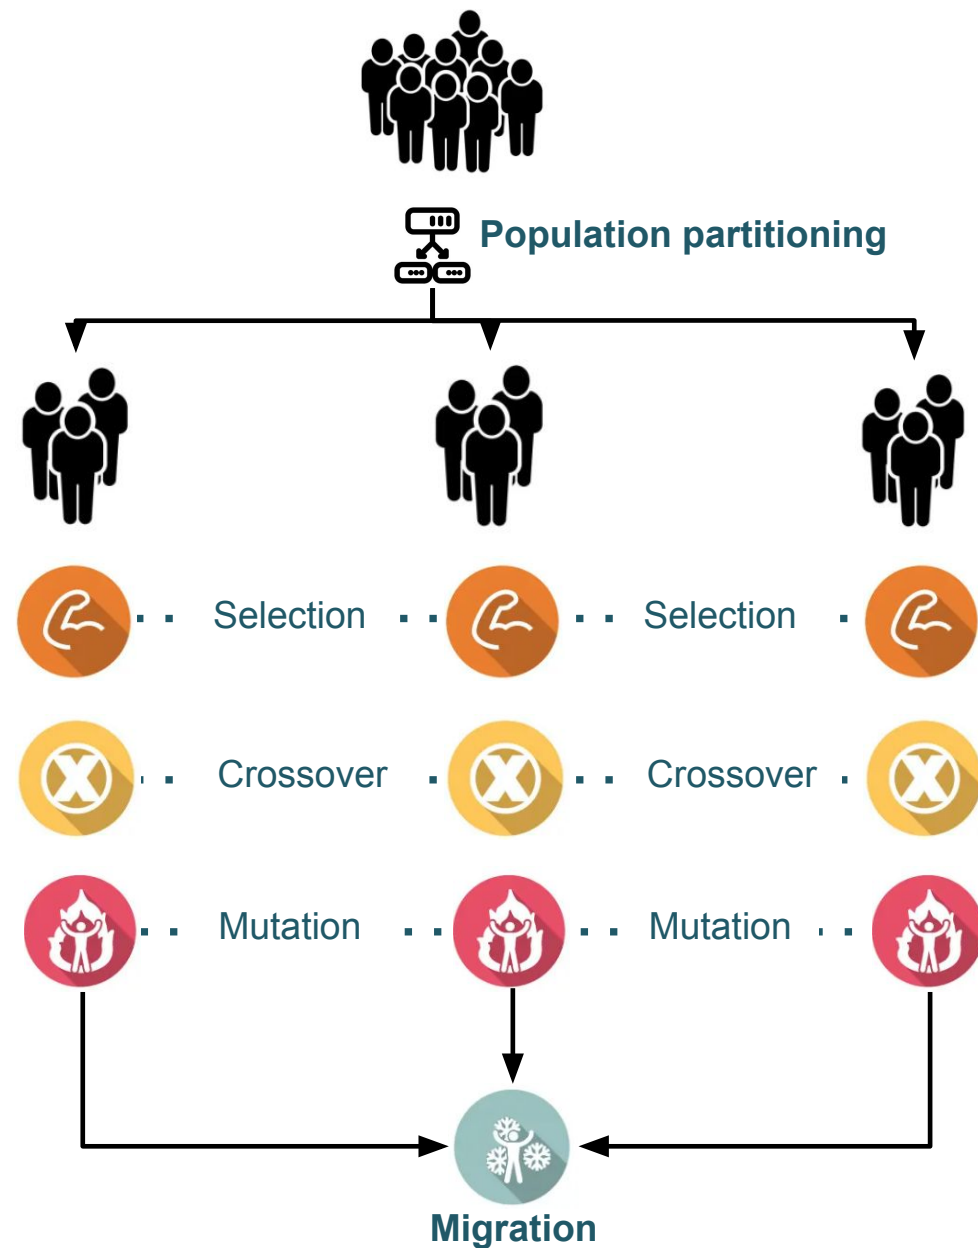 Population partitioning
Selection Selection
X X X
Crossover Crossover
Mutation Mutation
Migration